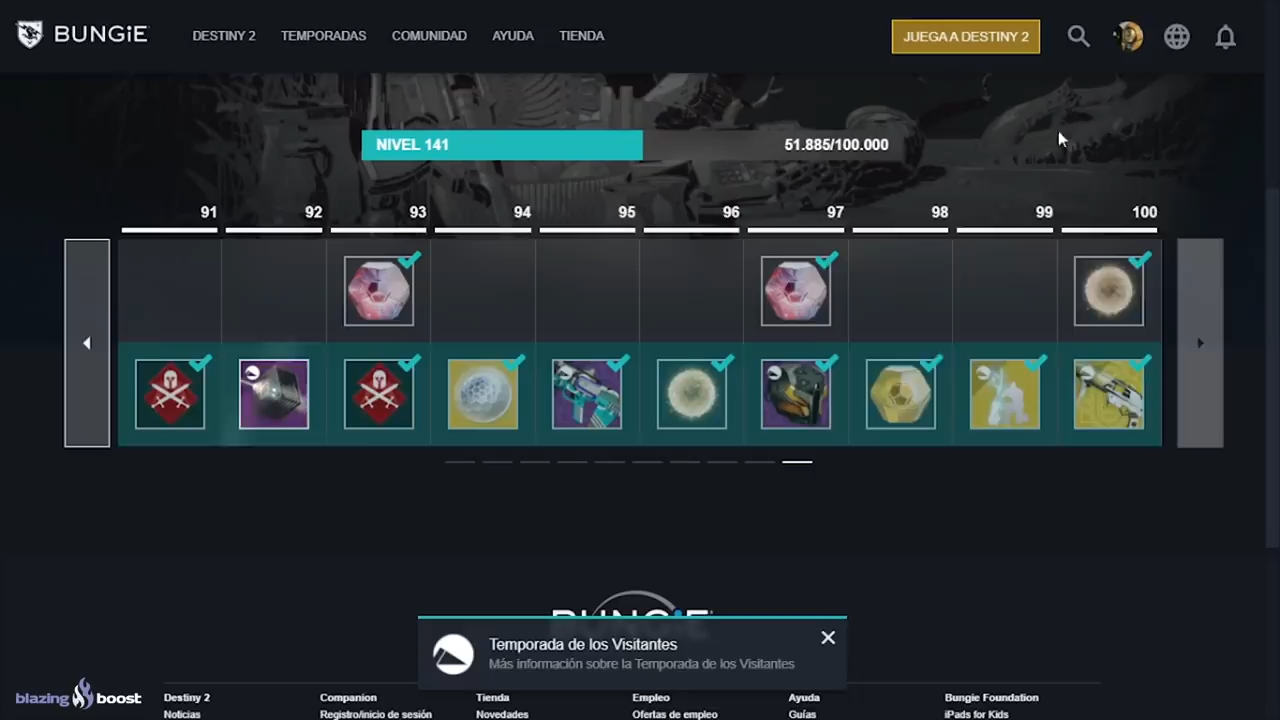 BUNGiE
DESTINY 2 TEMPORADAS COMUNIDAD AYUDA TIENDA
JUEGA A DESTINY 2
NIVEL 141 51.885/100.000
91 92 93 94 95 96 97 98 99 100
BUNGiE
Temporada de los Visitantes
Más información sobre la Temporada de los Visitantes
blazing boost
Destiny 2 Companion Tienda Empleo Ayuda Bungie Foundation
Noticias Registro/inicio de sesión Novedades Ofertas de empleo Guías iPads for Kids